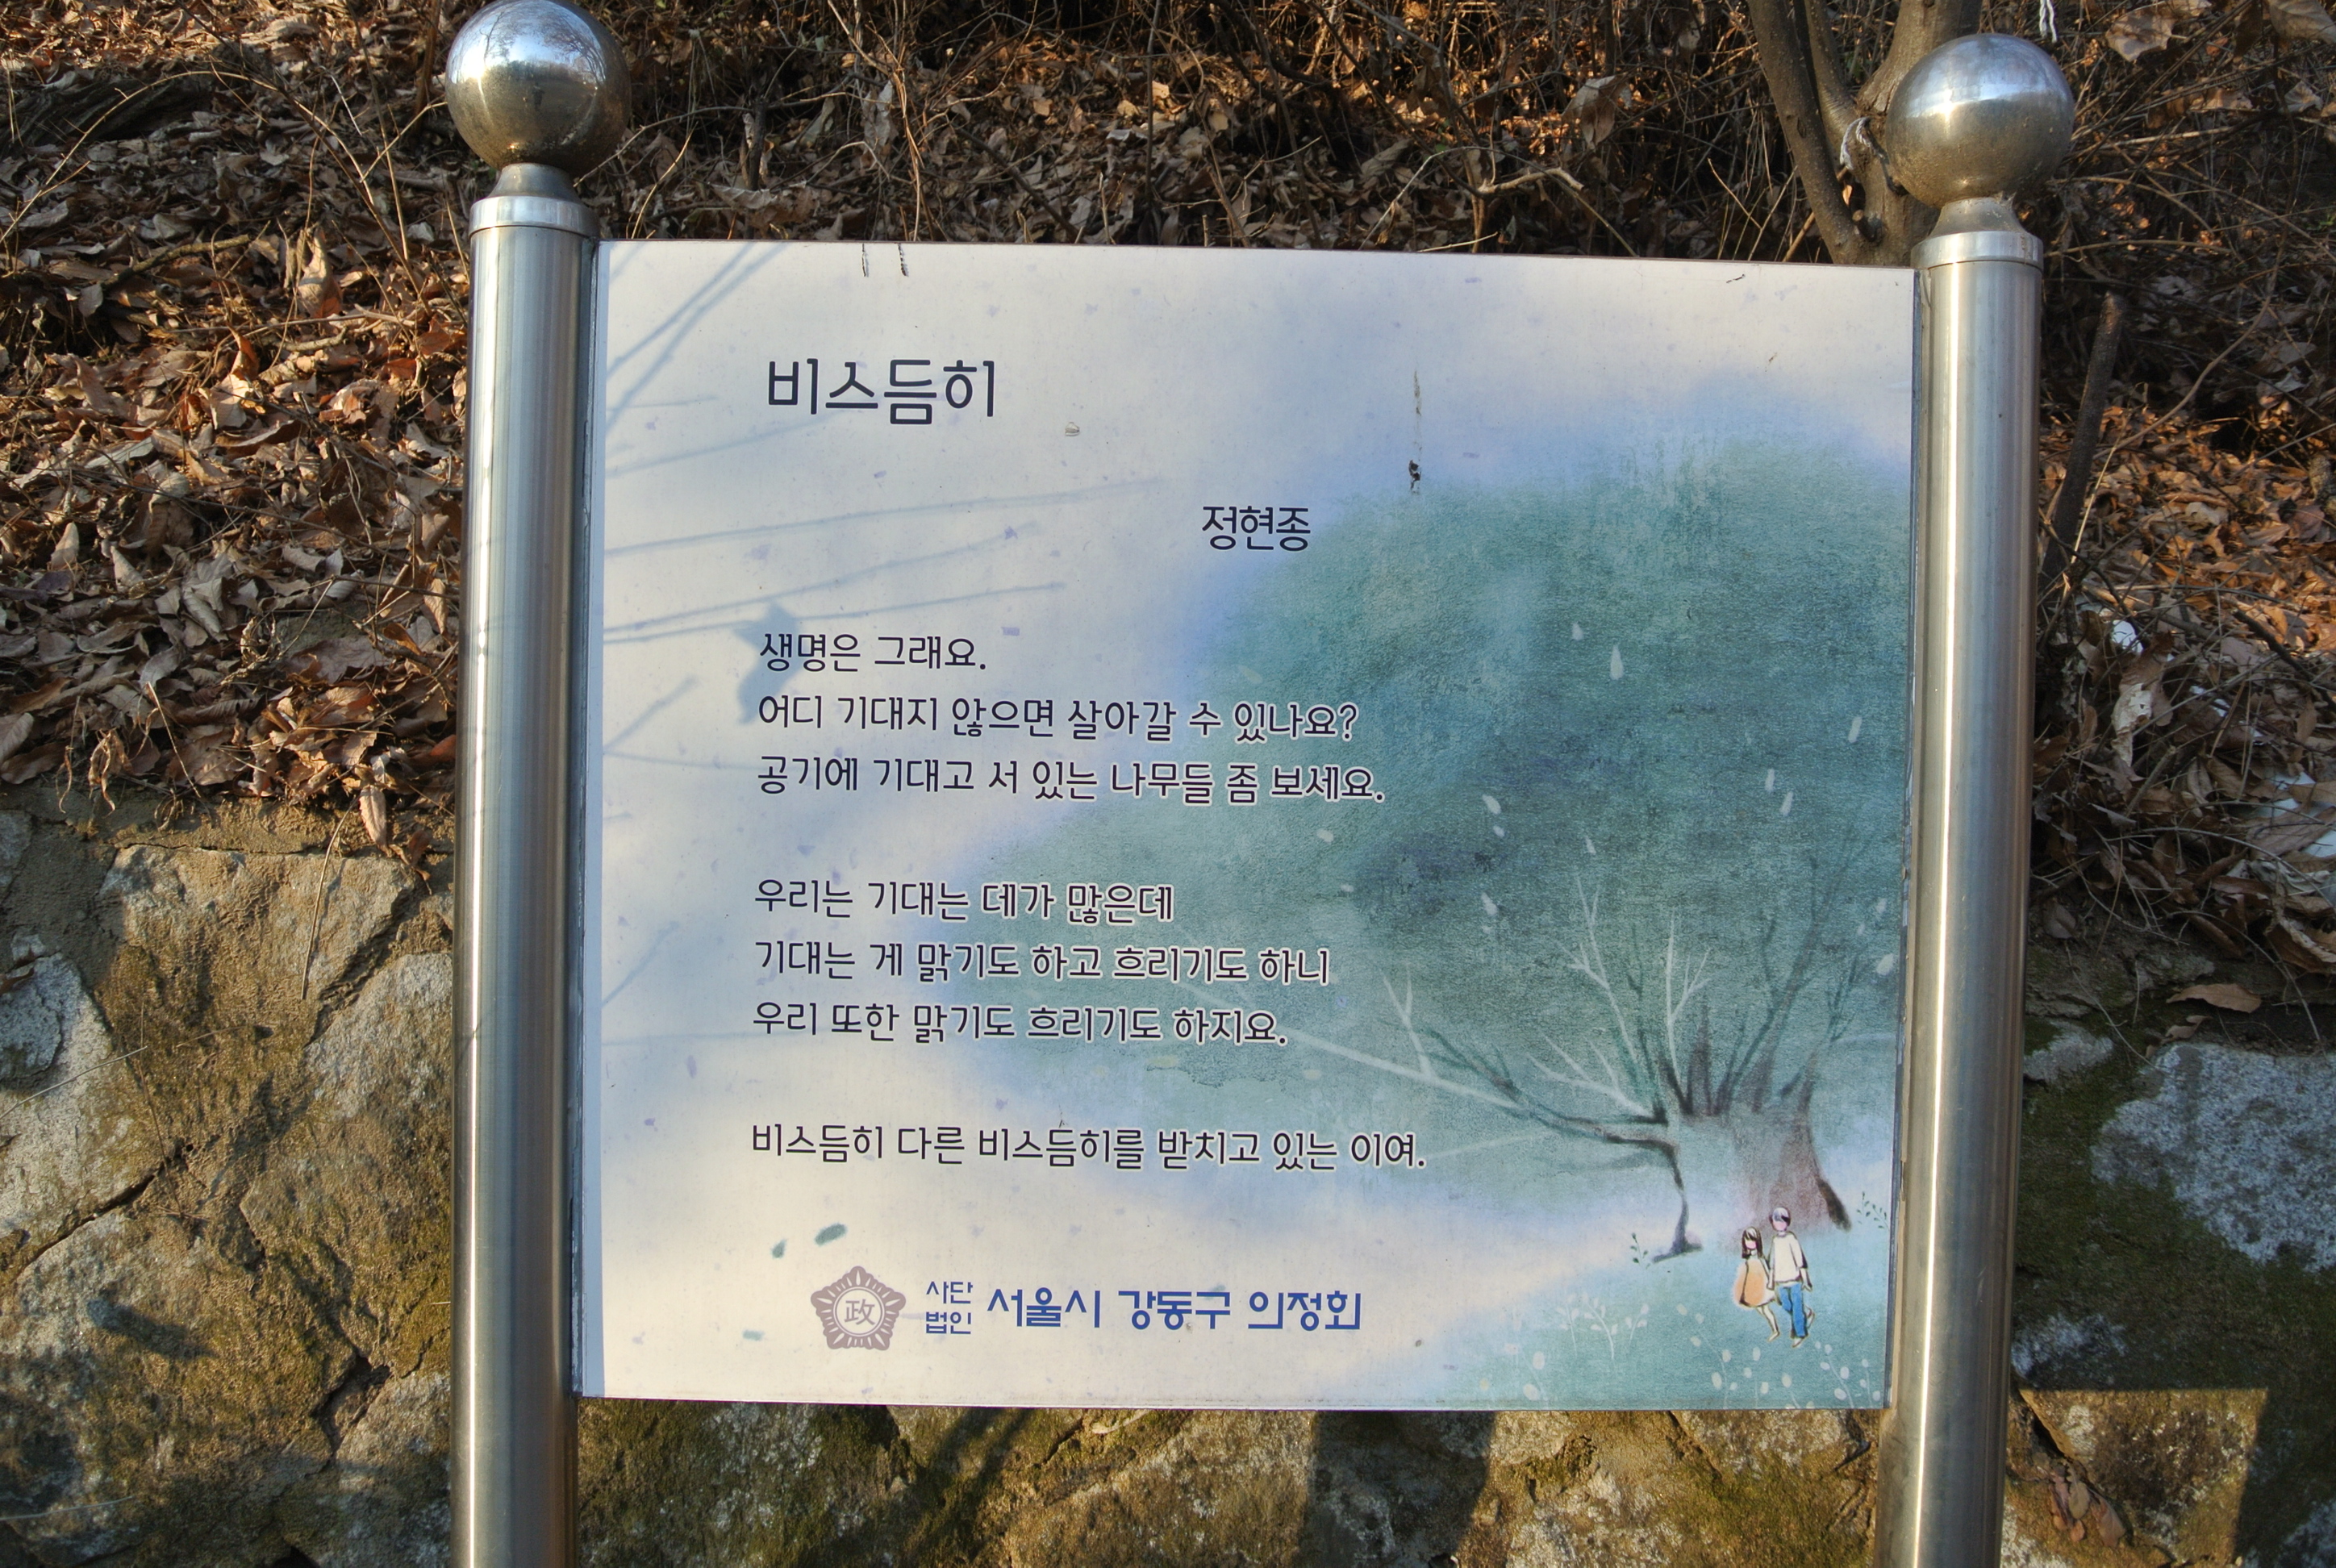 비스듬히
정현종
생명은 그래요.
어디 기대지 않으면 살아갈 수 있나요?
공기에 기대고 서 있는 나무들 좀 보세요.
우리는 기대는 데가 많은데
기대는 게 맑기도 하고 흐리기도 하니
우리 또한 맑기도 흐리기도 하지요.
비스듬히 다른 비스듬히를 받치고 있는 이여.
政
사단
법인
서울시 강동구 의정회